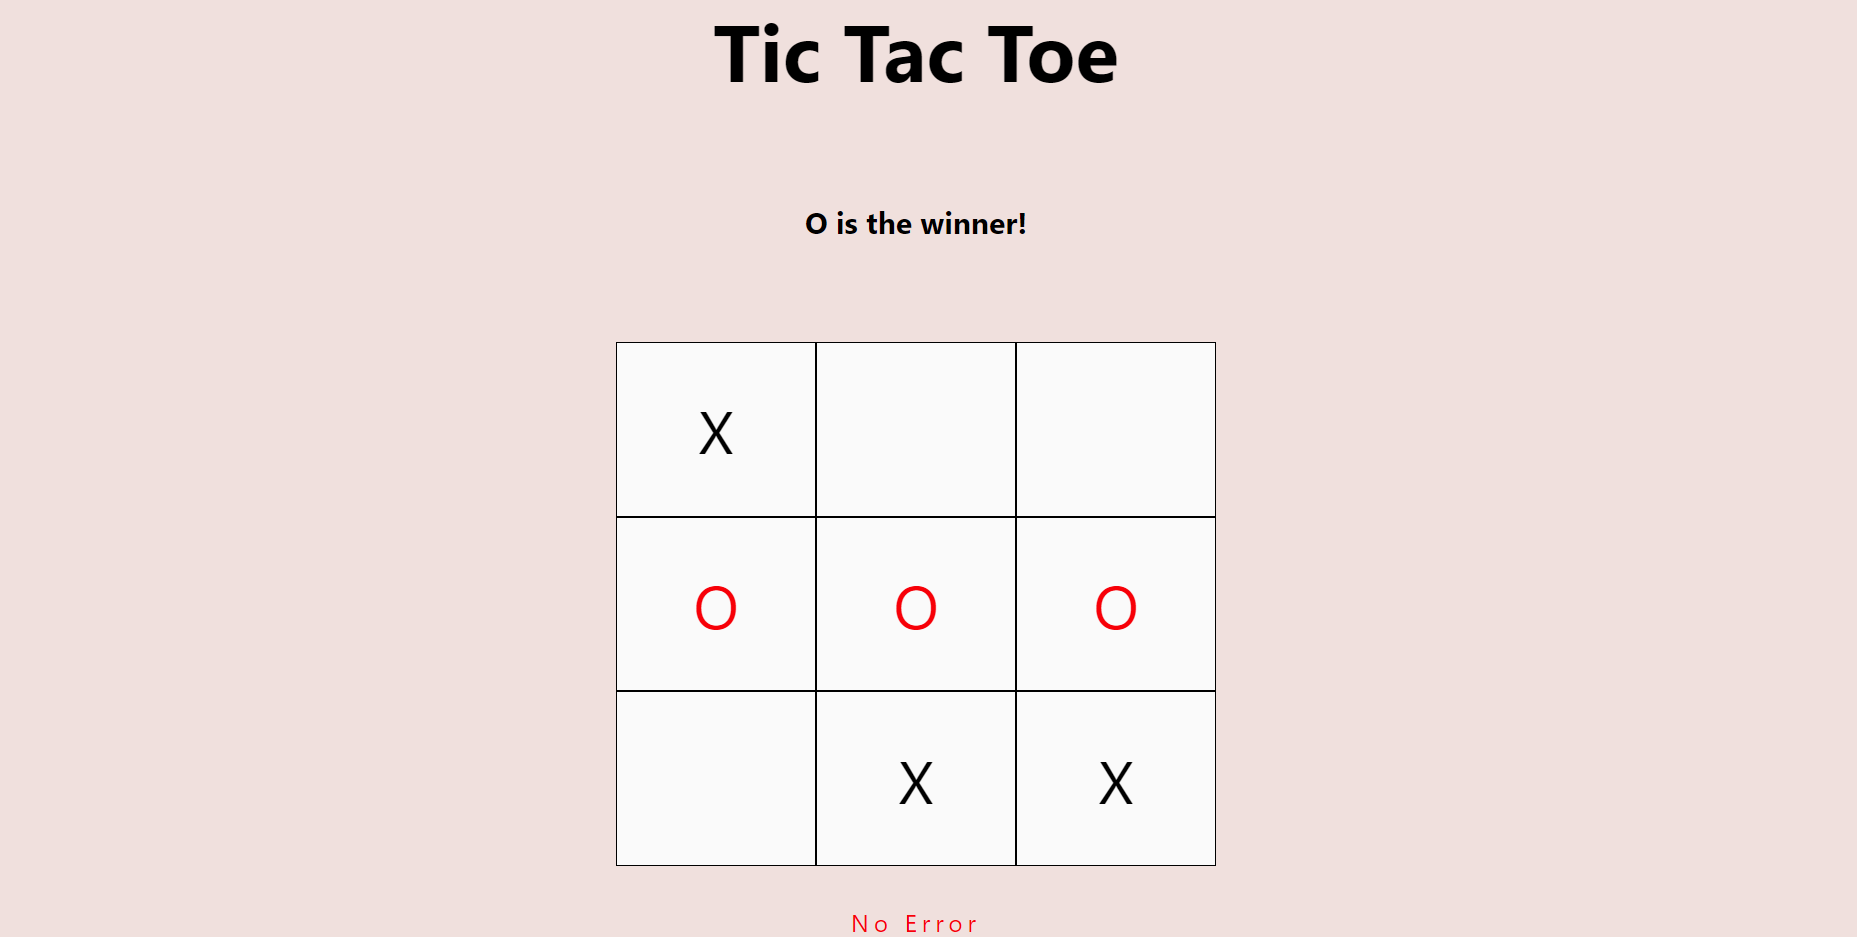 Tic Tac Toe
O is the winner!
X
O O O
X X
No Error